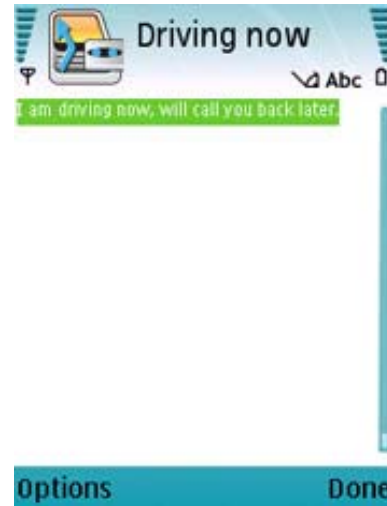 Driving now
Abc
I am driving now, will call you back later.
Options Done